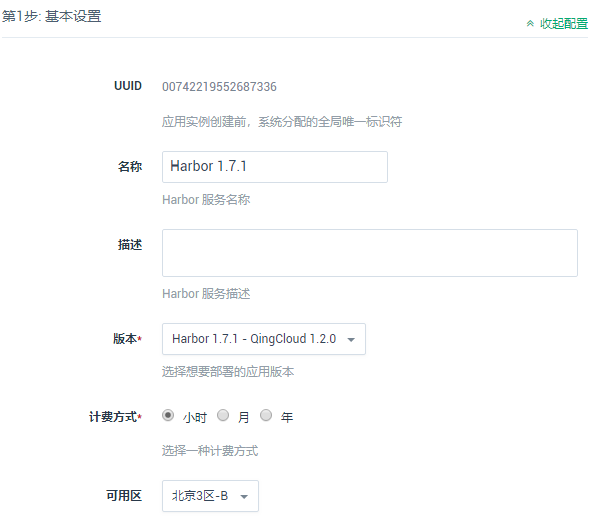 第1步: 基本设置
收起配置
UUID 00742219552687336
应用实例创建前，系统分配的全局唯一标识符
名称 Harbor 1.7.1
Harbor 服务名称
描述
Harbor 服务描述
版本* Harbor 1.7.1 - QingCloud 1.2.0
选择想要部署的应用版本
计费方式* 小时 月 年
选择一种计费方式
可用区 北京3区-B